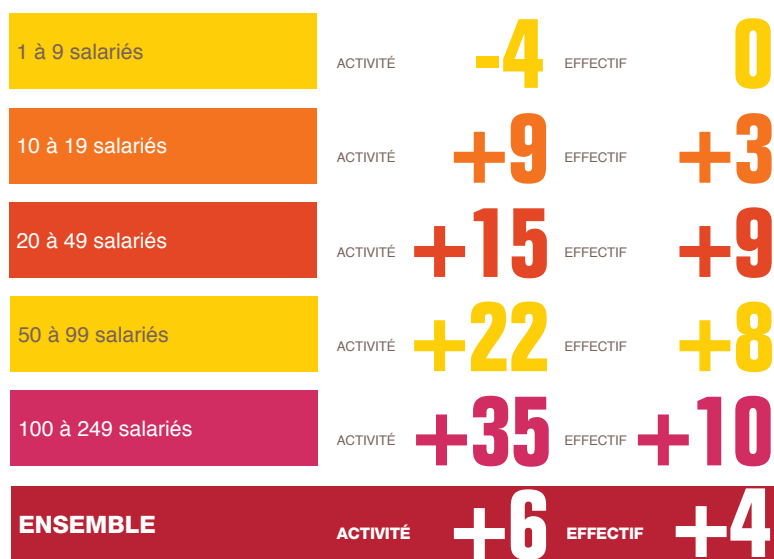 1 à 9 salariés ACTIVITÉ -4 EFFECTIF 0
10 à 19 salariés ACTIVITÉ +9 EFFECTIF +3
20 à 49 salariés ACTIVITÉ +15 EFFECTIF +9
50 à 99 salariés ACTIVITÉ +22 EFFECTIF +8
100 à 249 salariés ACTIVITÉ +35 EFFECTIF +10
ENSEMBLE ACTIVITÉ +6 EFFECTIF +4